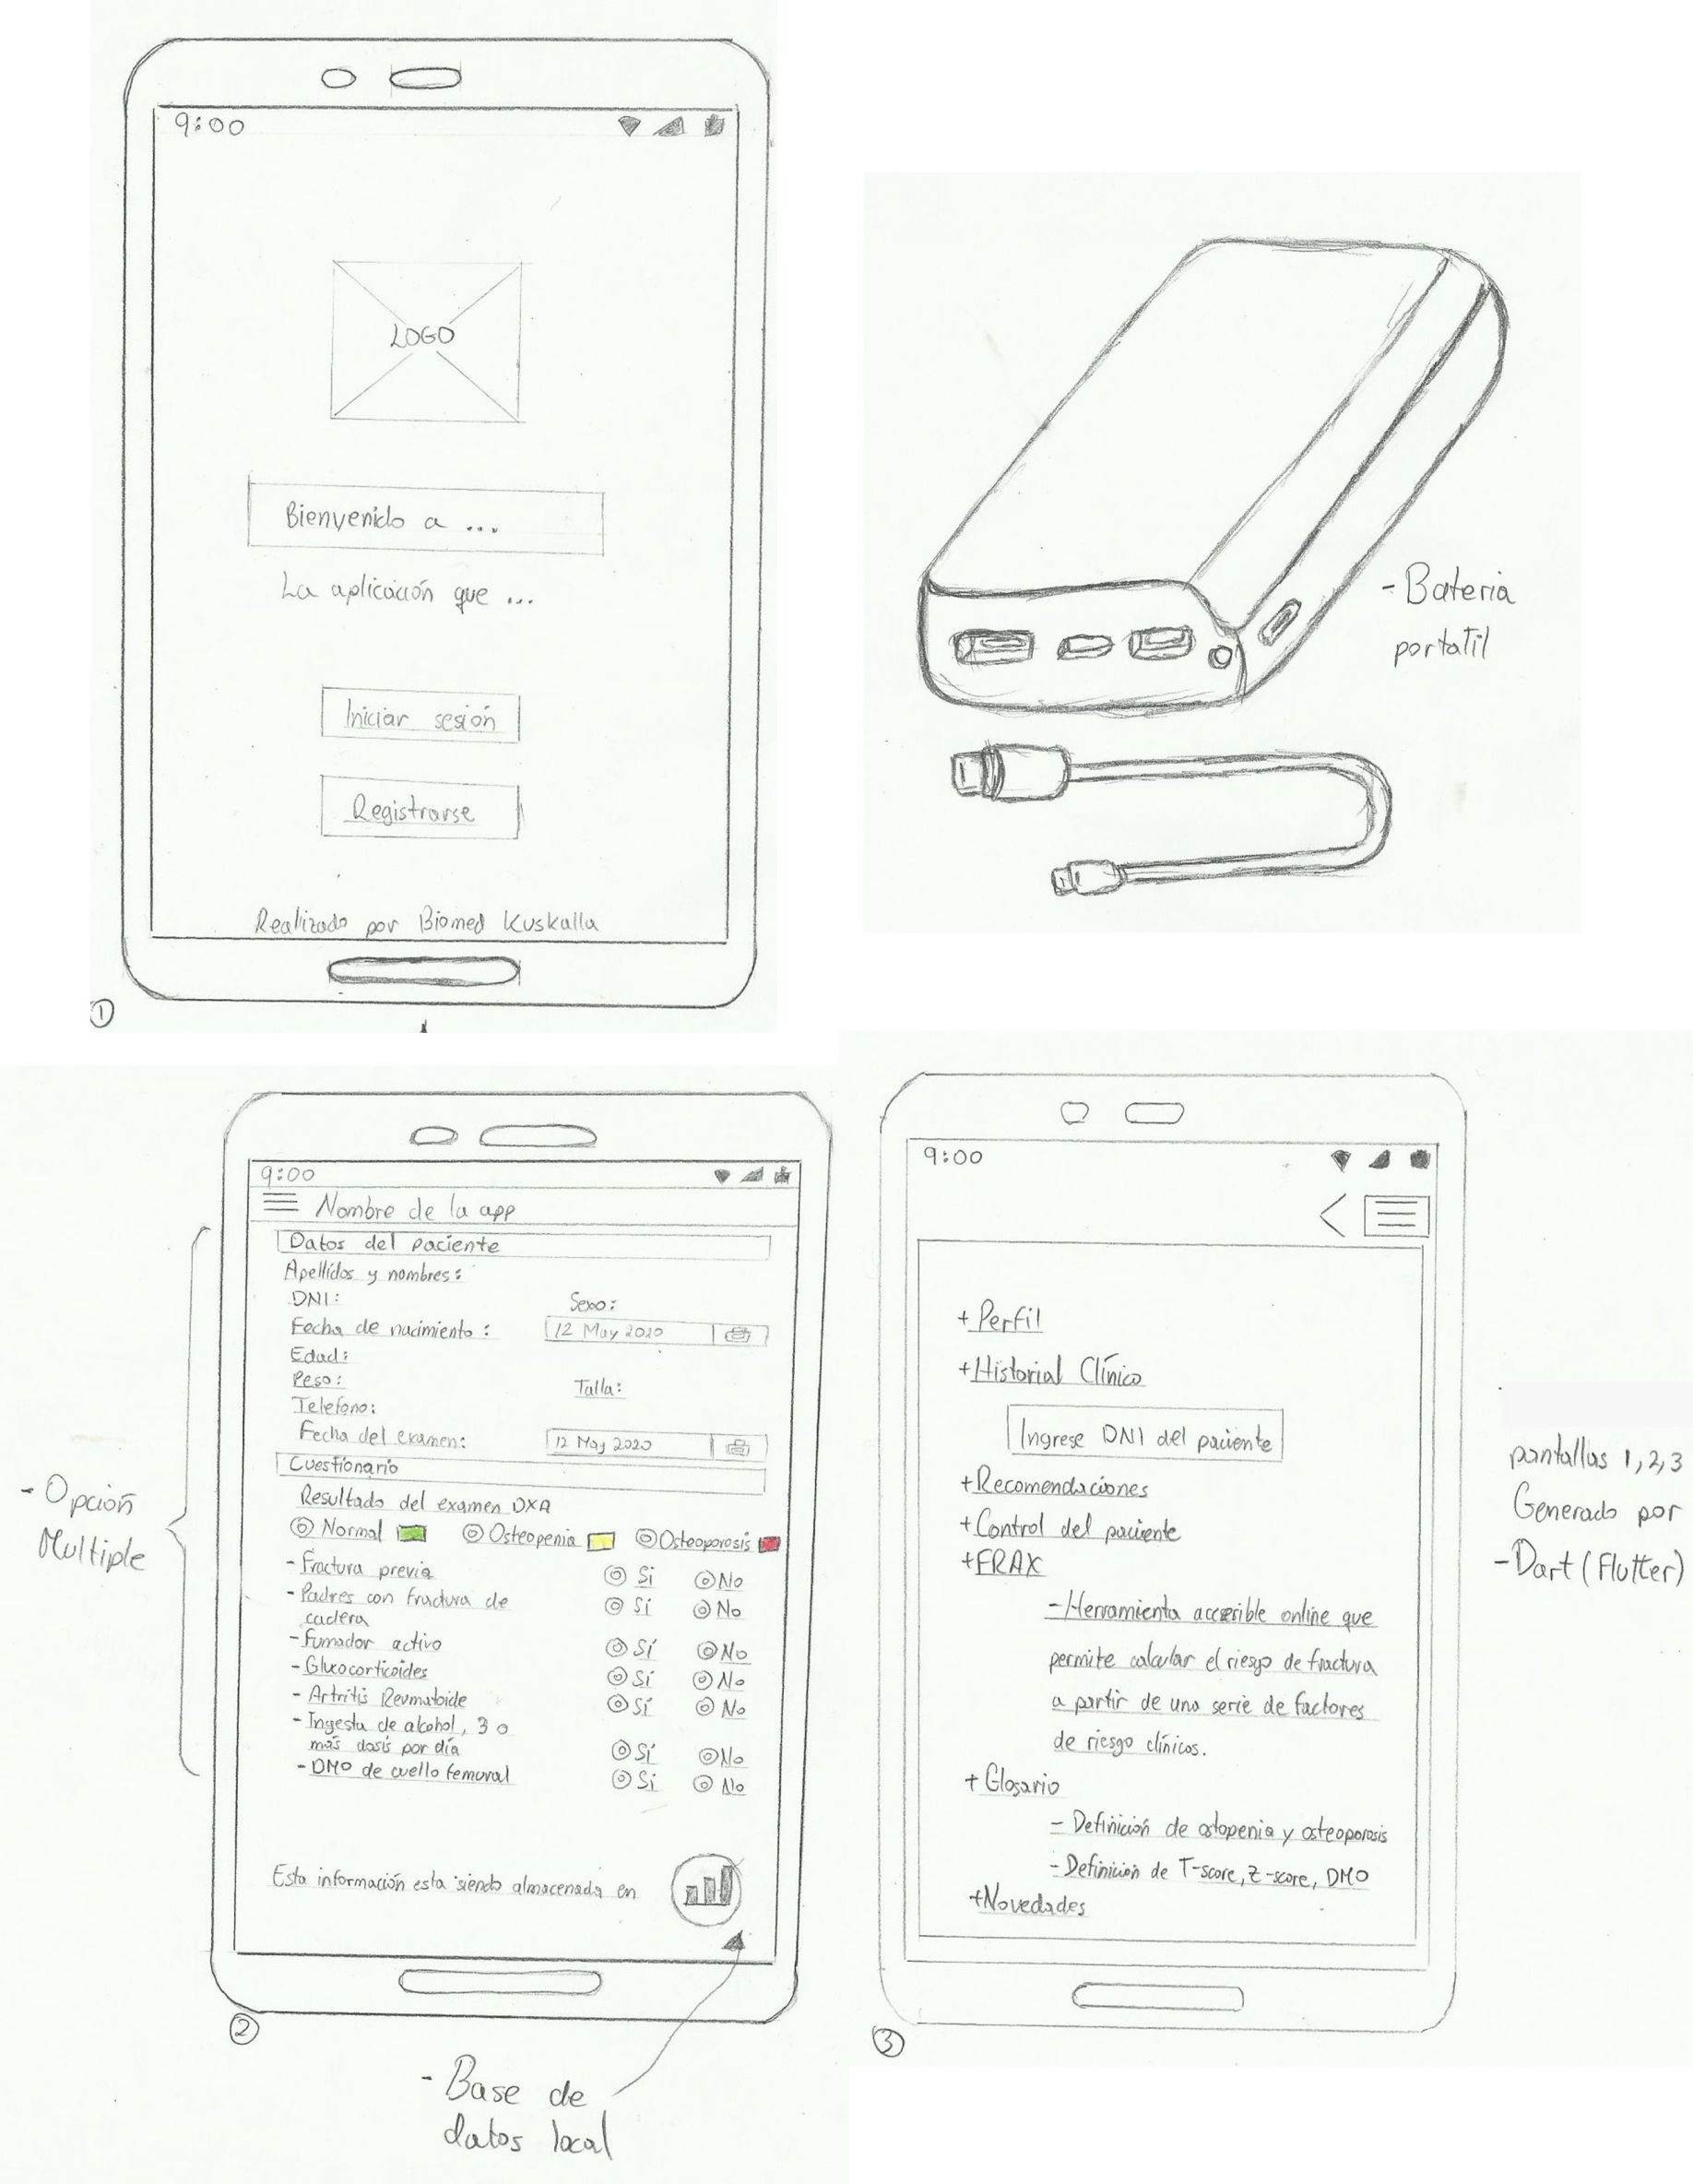 9:00
LOGO
Bienvenido a ...
La aplicación que ...
Iniciar sesión
Registrarse
Realizado por Biomed Kuskalla
1
- Bateria
portatil
9:00
Nombre de la app
Datos del paciente
Apellidos y nombres:
DNI:
Sexo:
Fecha de nacimiento:
12 May 2020
Edad:
Peso:
Talla:
Telefono:
Fecha del examen:
12 May 2020
Cuestionario
Resultado del examen DXA
Normal
Osteopenia
Osteoporosis
- Fractura previa
Si No
- Padres con fractura de
cadera
Sí No
- Fumador activo
Sí No
- Glucocorticoides
Sí No
- Artritis Reumatoide
Sí No
- Ingesta de alcohol, 3 o
más dosis por día
Sí No
- DMO de cuello femoral
Si No
Esta información esta siendo almacenada en
2
- Opción
Multiple
- Base de
datos local
9:00
+ Perfil
+ Historial Clínico
Ingrese DNI del paciente
+ Recomendaciones
+ Control del paciente
+ FRAX
- Herramienta accesible online que
permite calcular el riesgo de fractura
a partir de una serie de factores
de riesgo clínicos.
+ Glosario
- Definición de ostopenia y osteoporosis
- Definición de T-score, Z-score, DMO
+ Novedades
3
pantallas 1,2,3
Generado por
- Dart (Flutter)